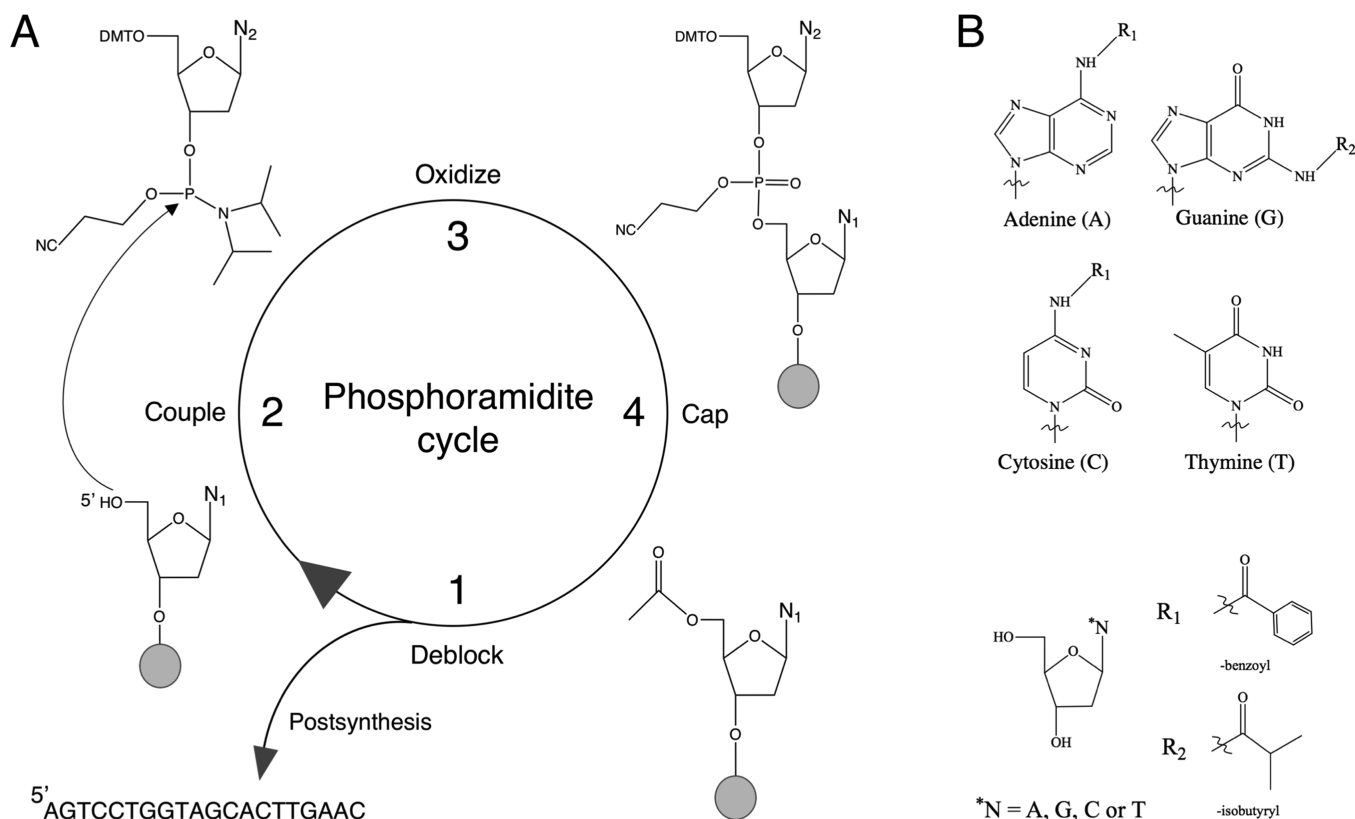 A
DMTO
O
N₂
O
O
P
N
NC
Couple
2
5’
HO
O
N₁
O
Oxidize
3
Phosphoramidite
cycle
4
Cap
1
Deblock
Postsynthesis
5’
AGTCCTGGTAGCACTTGAAC
DMTO
O
N₂
O
O
P
O
NC
O
O
N₁
O
O
O
O
N₁
O
B
R₁
NH
N
N
N
N
Adenine (A)
O
N
NH
R₂
N
N
NH
Guanine (G)
R₁
NH
N
N
O
Cytosine (C)
O
NH
N
O
Thymine (T)
HO
O
*N
OH
*N = A, G, C or T
R₁
O
-benzoyl
R₂
O
-isobutyryl